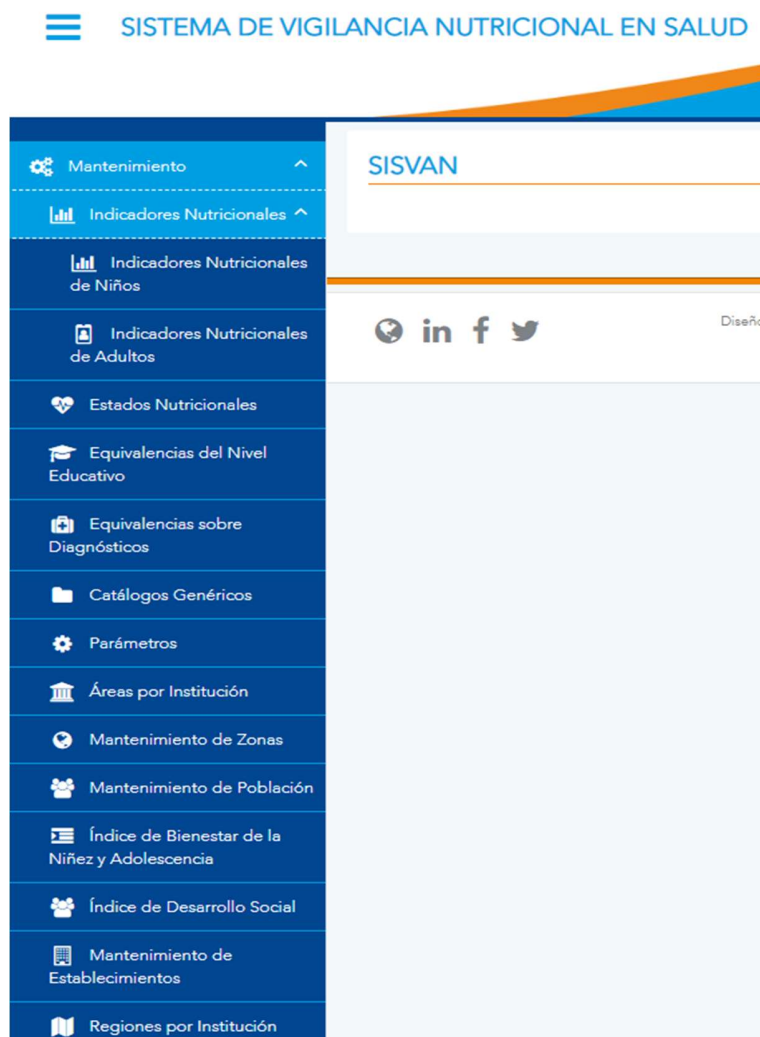 SISTEMA DE VIGILANCIA NUTRICIONAL EN SALUD
Mantenimiento
SISVAN
Indicadores Nutricionales
Indicadores Nutricionales
de Niños
Indicadores Nutricionales
de Adultos
Estados Nutricionales
Equivalencias del Nivel
Educativo
Equivalencias sobre
Diagnósticos
Catálogos Genéricos
Parámetros
Áreas por Institución
Mantenimiento de Zonas
Mantenimiento de Población
Índice de Bienestar de la
Niñez y Adolescencia
Índice de Desarrollo Social
Mantenimiento de
Establecimientos
Regiones por Institución